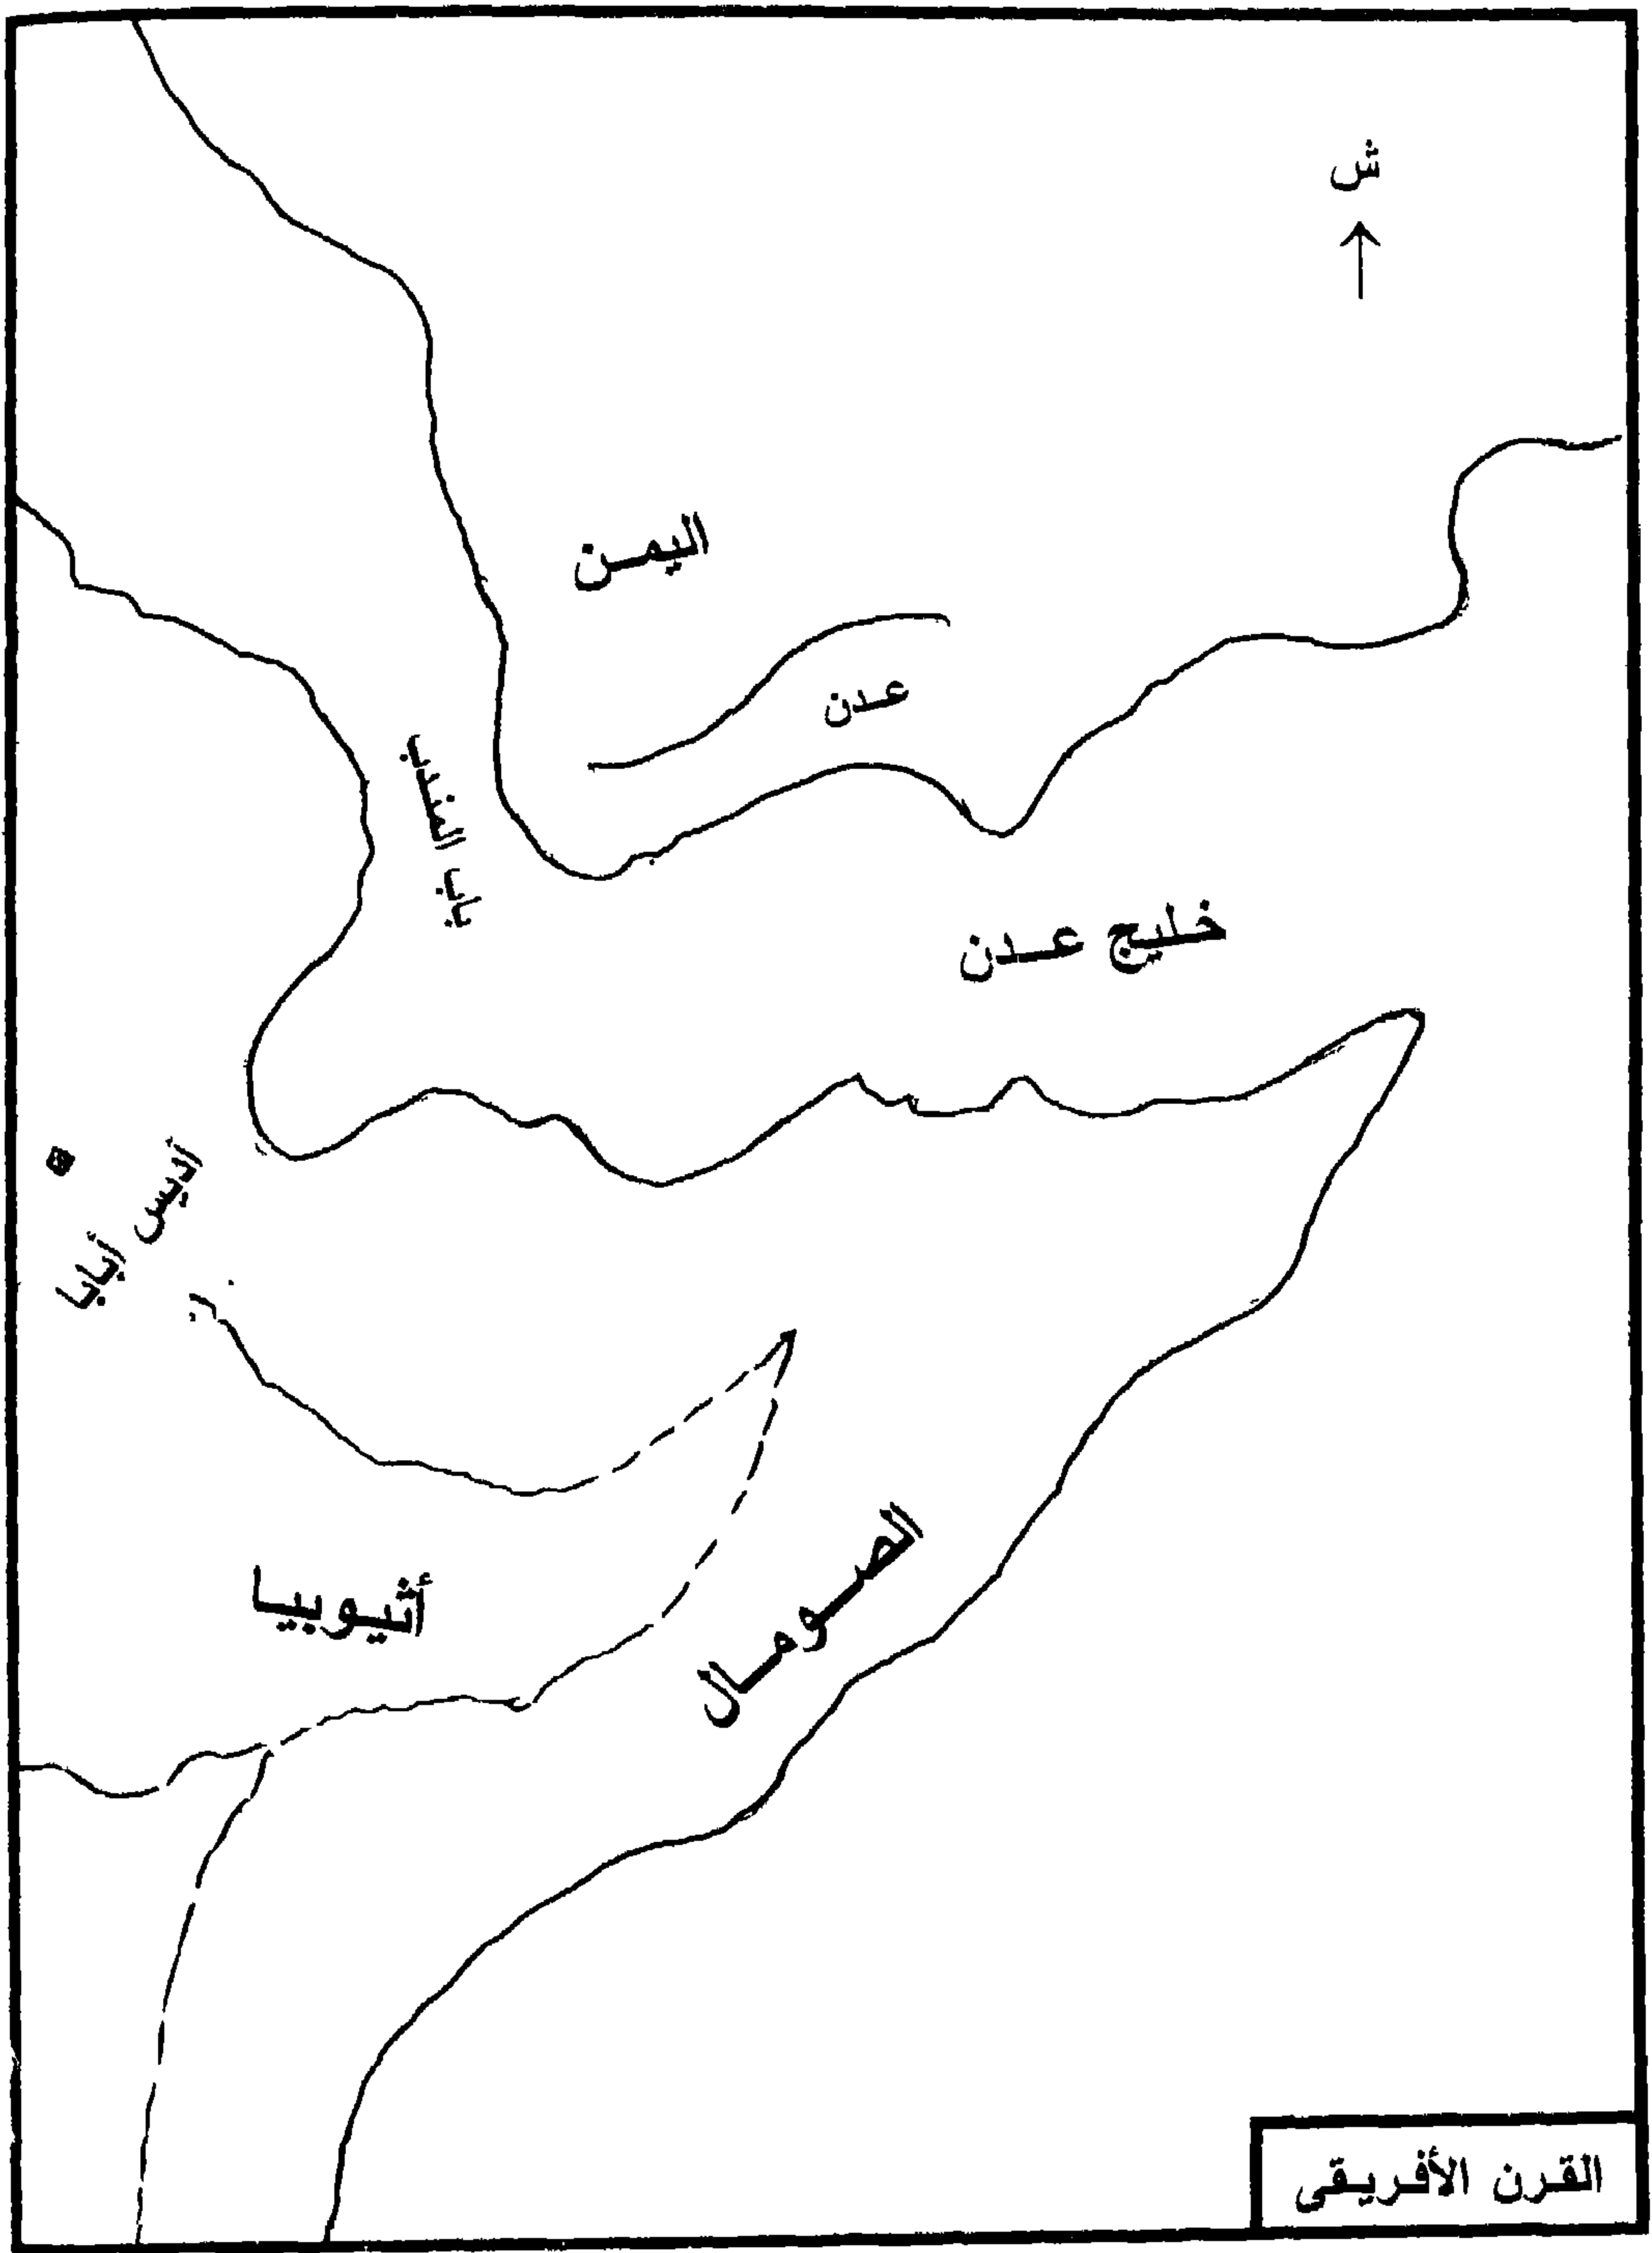 ش
اليمن
عدن
باب المندب
خليج عدن
أديس أبابا
أثيوبيا
الصومال
القرن الأفريقى